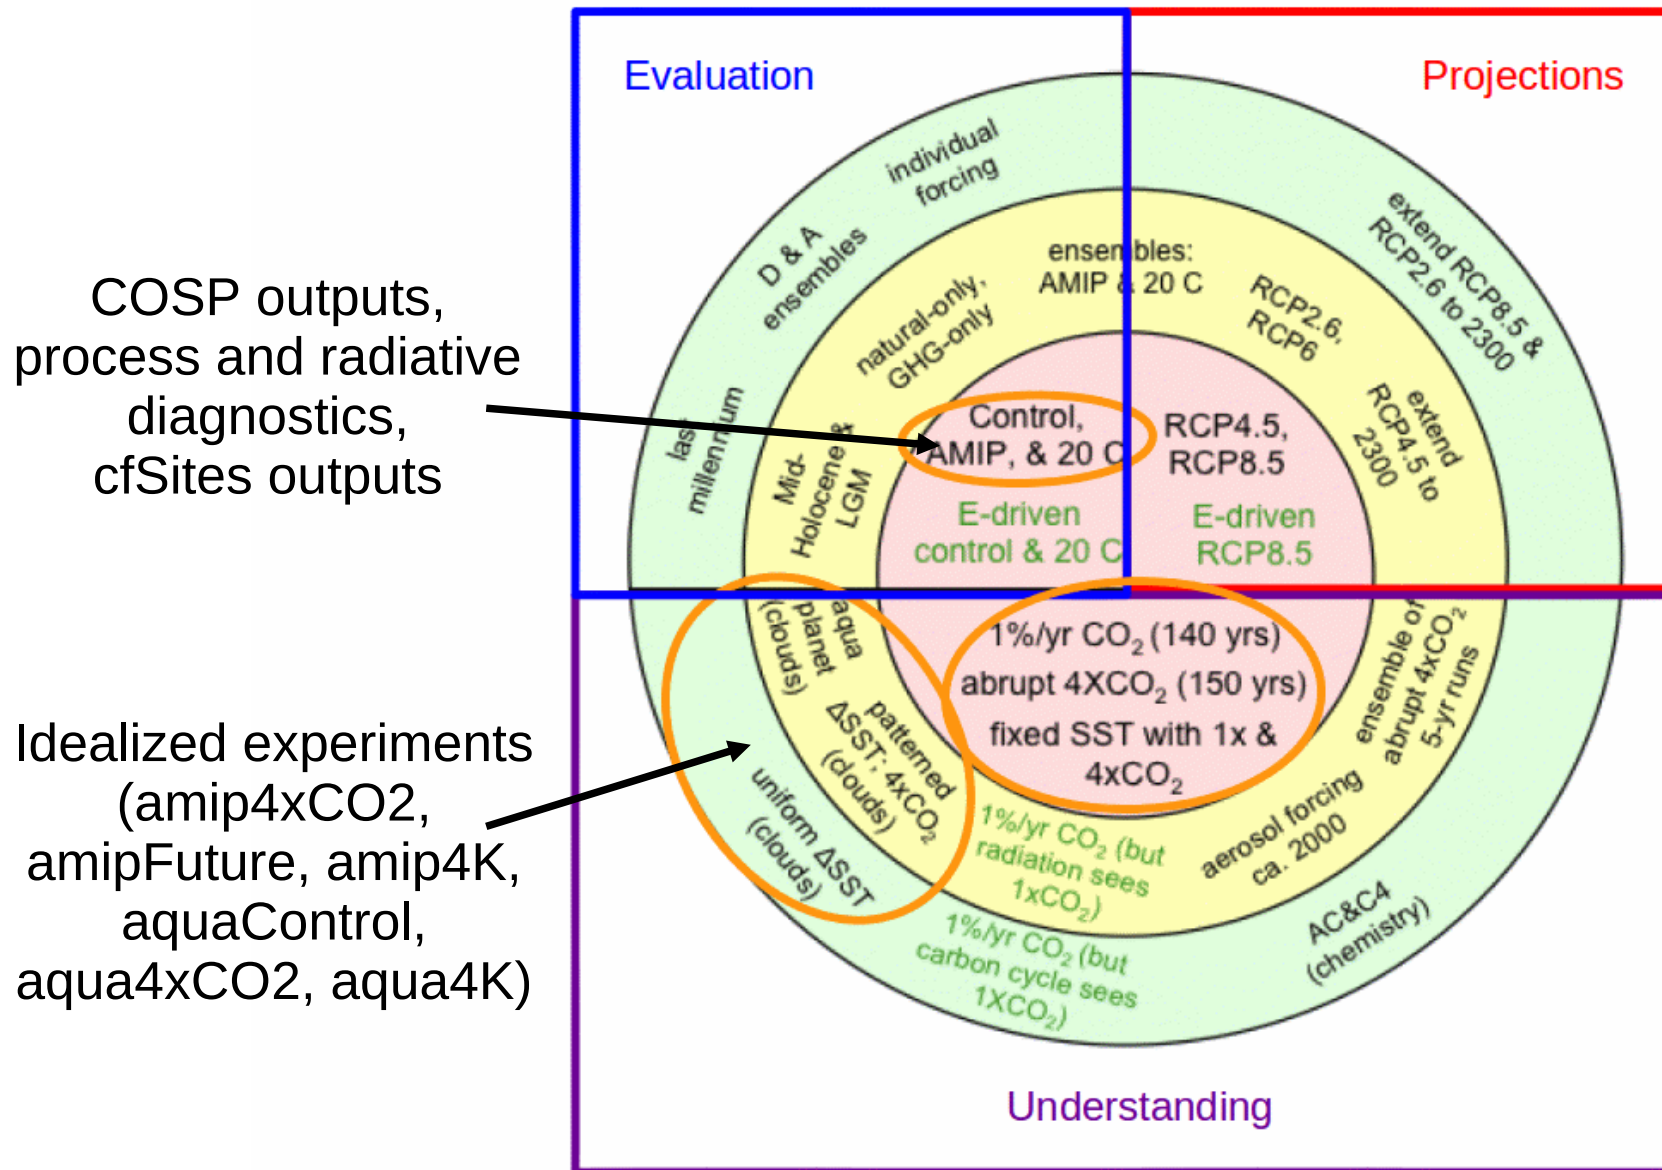 Evaluation
Projections
individual
forcing
D & A
ensembles
last
millennium
extend RCP8.5 &
RCP2.6 to 2300
ensembles:
AMIP & 20 C
natural-only,
GHG-only
Mid-
Holocene &
LGM
RCP2.6,
RCP6
extend
RCP4.5 to
2300
Control,
AMIP, & 20 C
E-driven
control & 20 C
RCP4.5,
RCP8.5
E-driven
RCP8.5
COSP outputs,
process and radiative
diagnostics,
cfSites outputs
Idealized experiments
(amip4xCO2,
amipFuture, amip4K,
aquaControl,
aqua4xCO2, aqua4K)
1%/yr CO₂ (140 yrs)
abrupt 4XCO₂ (150 yrs)
fixed SST with 1x &
4xCO₂
aqua
planet
(clouds)
patterned
ΔSST; 4xCO₂
(clouds)
uniform ΔSST
(clouds)
1%/yr CO₂ (but
radiation sees
1xCO₂)
1%/yr CO₂ (but
carbon cycle sees
1XCO₂)
ensemble of
abrupt 4xCO₂
5-yr runs
aerosol forcing
ca. 2000
AC&C4
(chemistry)
Understanding